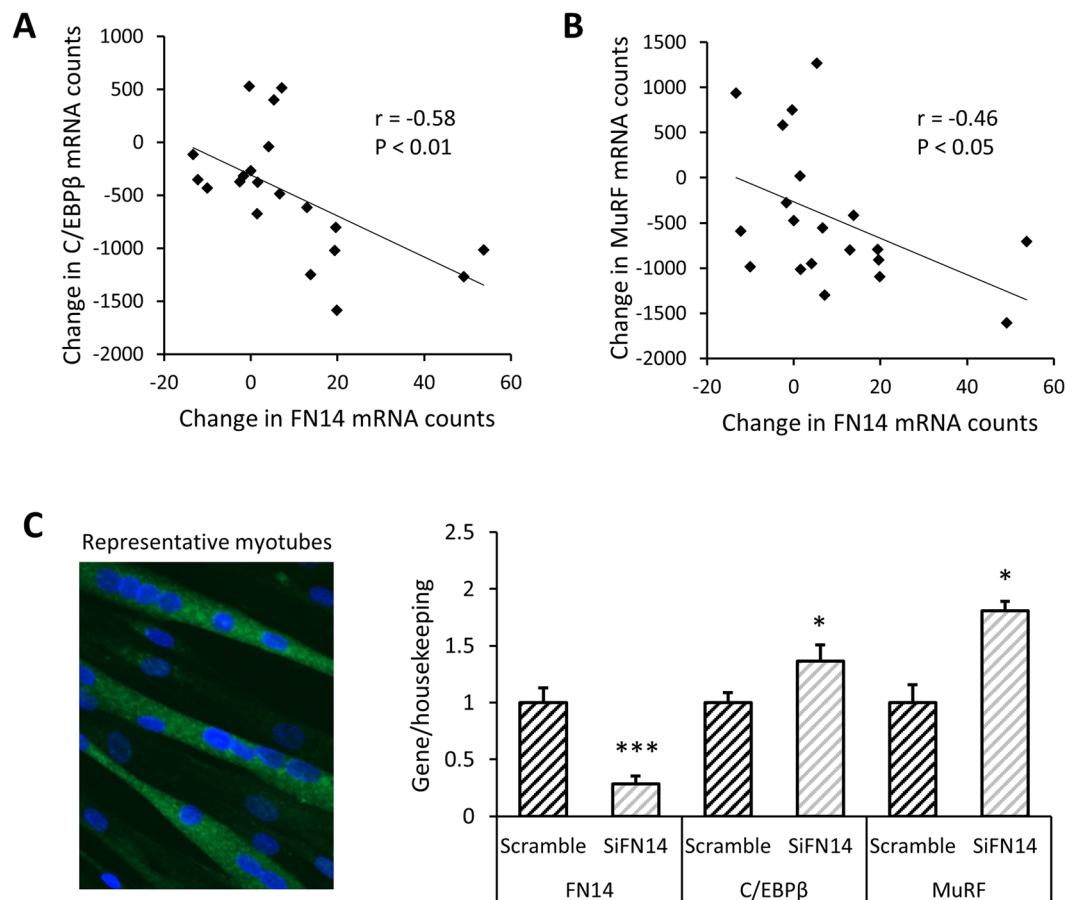 A
Change in C/EBPβ mRNA counts
1000
500
0
-500
-1000
-1500
-2000
-20 0 20 40 60
Change in FN14 mRNA counts
r = -0.58
P < 0.01
B
Change in MuRF mRNA counts
1500
1000
500
0
-500
-1000
-1500
-2000
-20 0 20 40 60
Change in FN14 mRNA counts
r = -0.46
P < 0.05
C
Representative myotubes
Gene/housekeeping
2.5
2
1.5
1
0.5
0
***
*
*
Scramble SiFN14 Scramble SiFN14 Scramble SiFN14
FN14 C/EBPβ MuRF